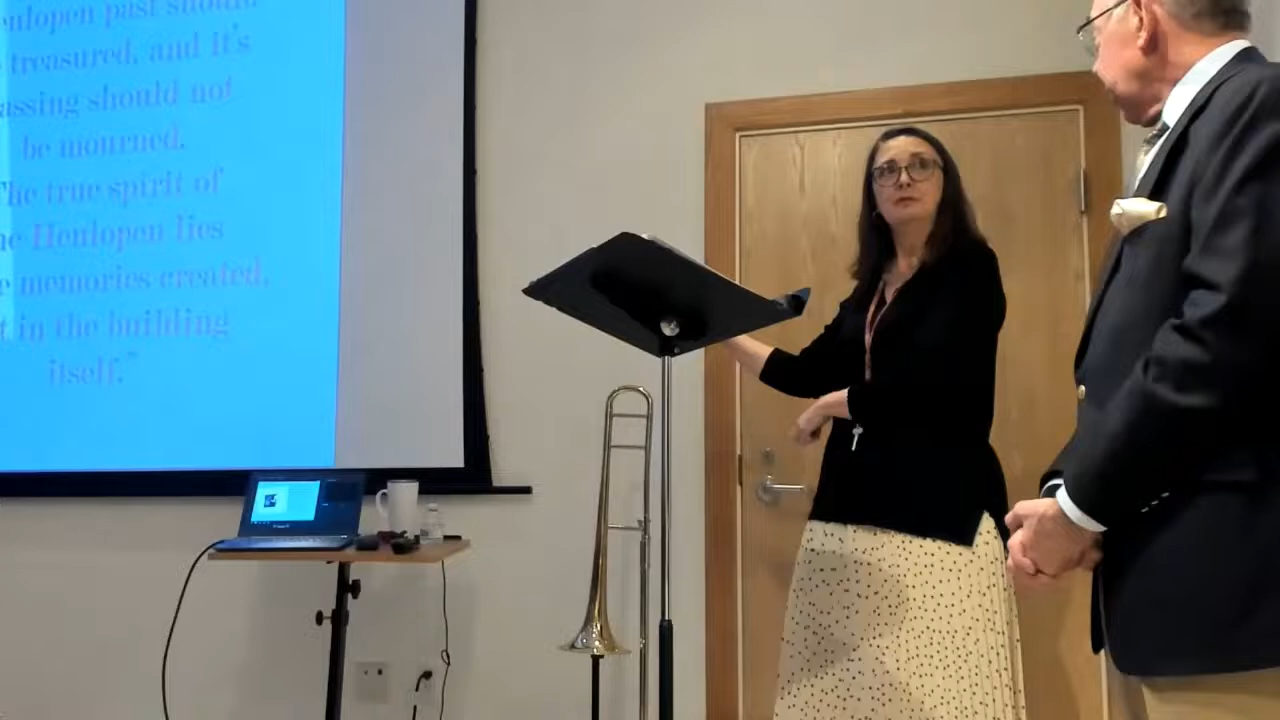 enlopen past should
treasured, and it's
assing should not
be mourned.
The true spirit of
he Henlopen lies
e memories created,
t in the building
itself."